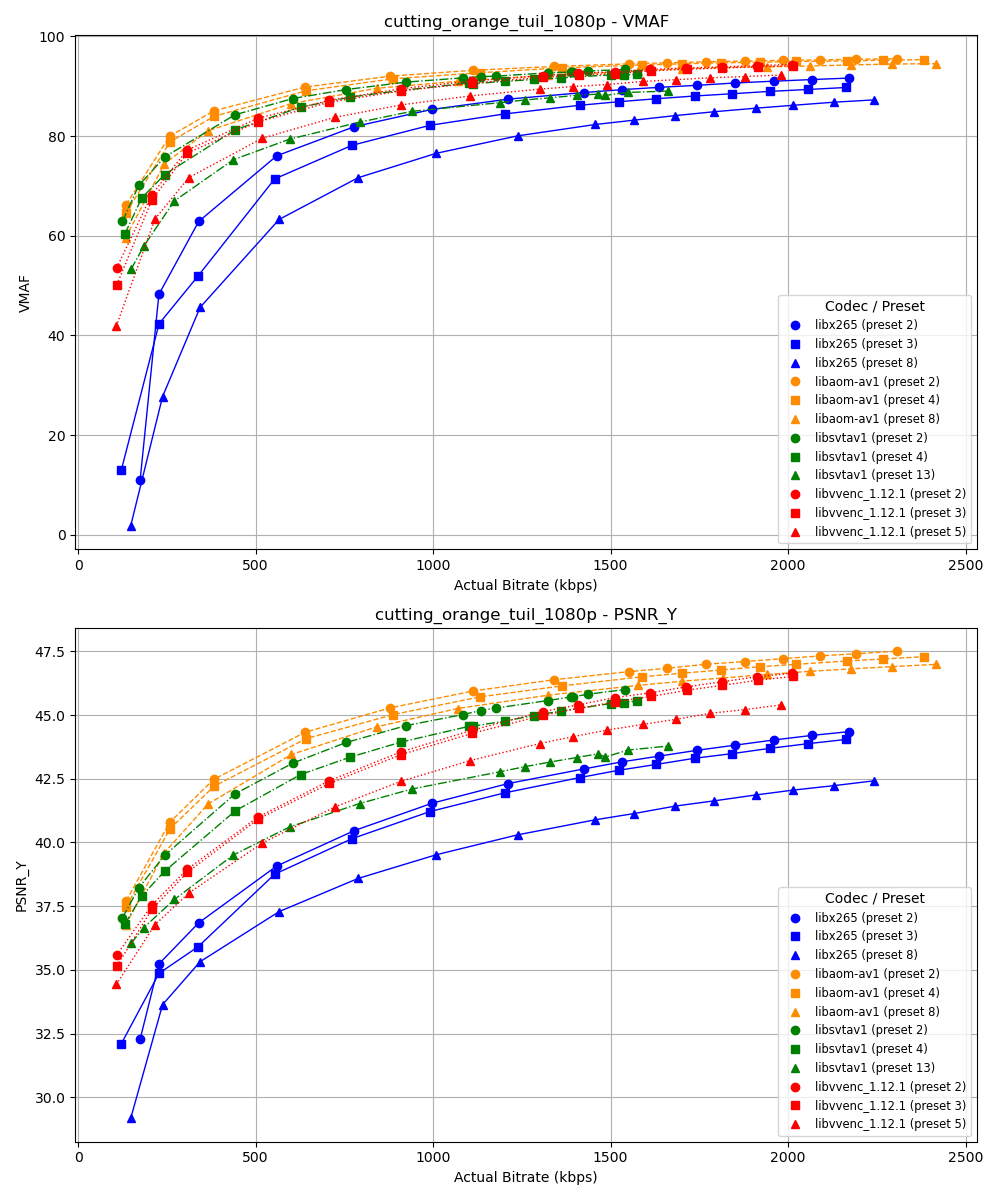 cutting_orange_tuil_1080p - VMAF
100
80
60
40
20
0
VMAF
Codec / Preset
libx265 (preset 2)
libx265 (preset 3)
libx265 (preset 8)
libaom-av1 (preset 2)
libaom-av1 (preset 4)
libaom-av1 (preset 8)
libsvtav1 (preset 2)
libsvtav1 (preset 4)
libsvtav1 (preset 13)
libvvenc_1.12.1 (preset 2)
libvvenc_1.12.1 (preset 3)
libvvenc_1.12.1 (preset 5)
0 500 1000 1500 2000 2500
Actual Bitrate (kbps)
cutting_orange_tuil_1080p - PSNR_Y
47.5
45.0
42.5
40.0
37.5
35.0
32.5
30.0
PSNR_Y
Codec / Preset
libx265 (preset 2)
libx265 (preset 3)
libx265 (preset 8)
libaom-av1 (preset 2)
libaom-av1 (preset 4)
libaom-av1 (preset 8)
libsvtav1 (preset 2)
libsvtav1 (preset 4)
libsvtav1 (preset 13)
libvvenc_1.12.1 (preset 2)
libvvenc_1.12.1 (preset 3)
libvvenc_1.12.1 (preset 5)
0 500 1000 1500 2000 2500
Actual Bitrate (kbps)